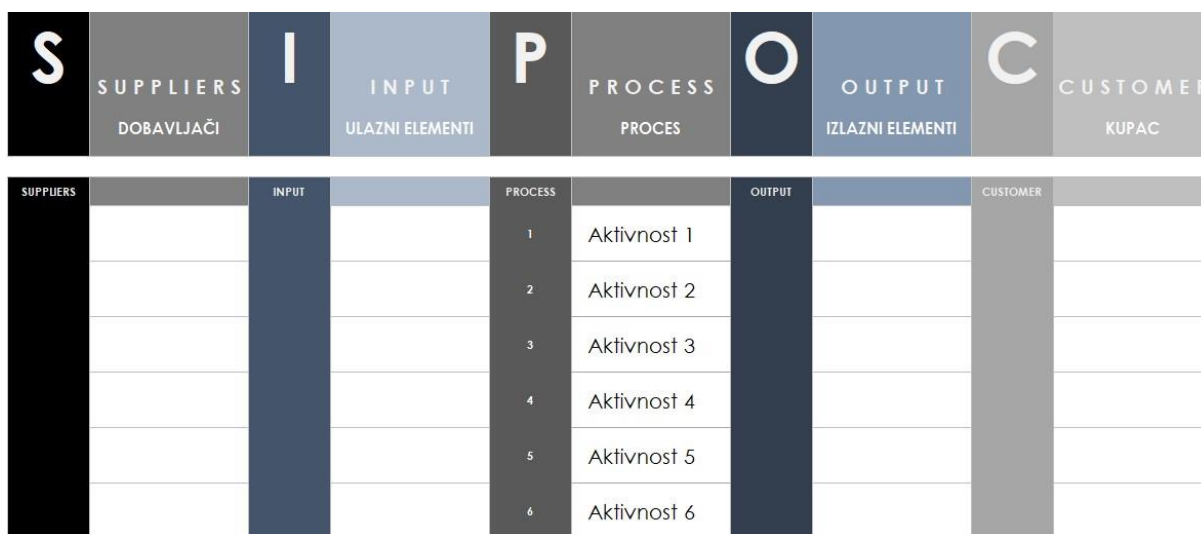 S
SUPPLIERS
DOBAVLJAČI
I
INPUT
ULAZNI ELEMENTI
P
PROCESS
PROCES
O
OUTPUT
IZLAZNI ELEMENTI
C
CUSTOMER
KUPAC
SUPPLIERS INPUT PROCESS OUTPUT CUSTOMER
1 Aktivnost 1
2 Aktivnost 2
3 Aktivnost 3
4 Aktivnost 4
5 Aktivnost 5
6 Aktivnost 6